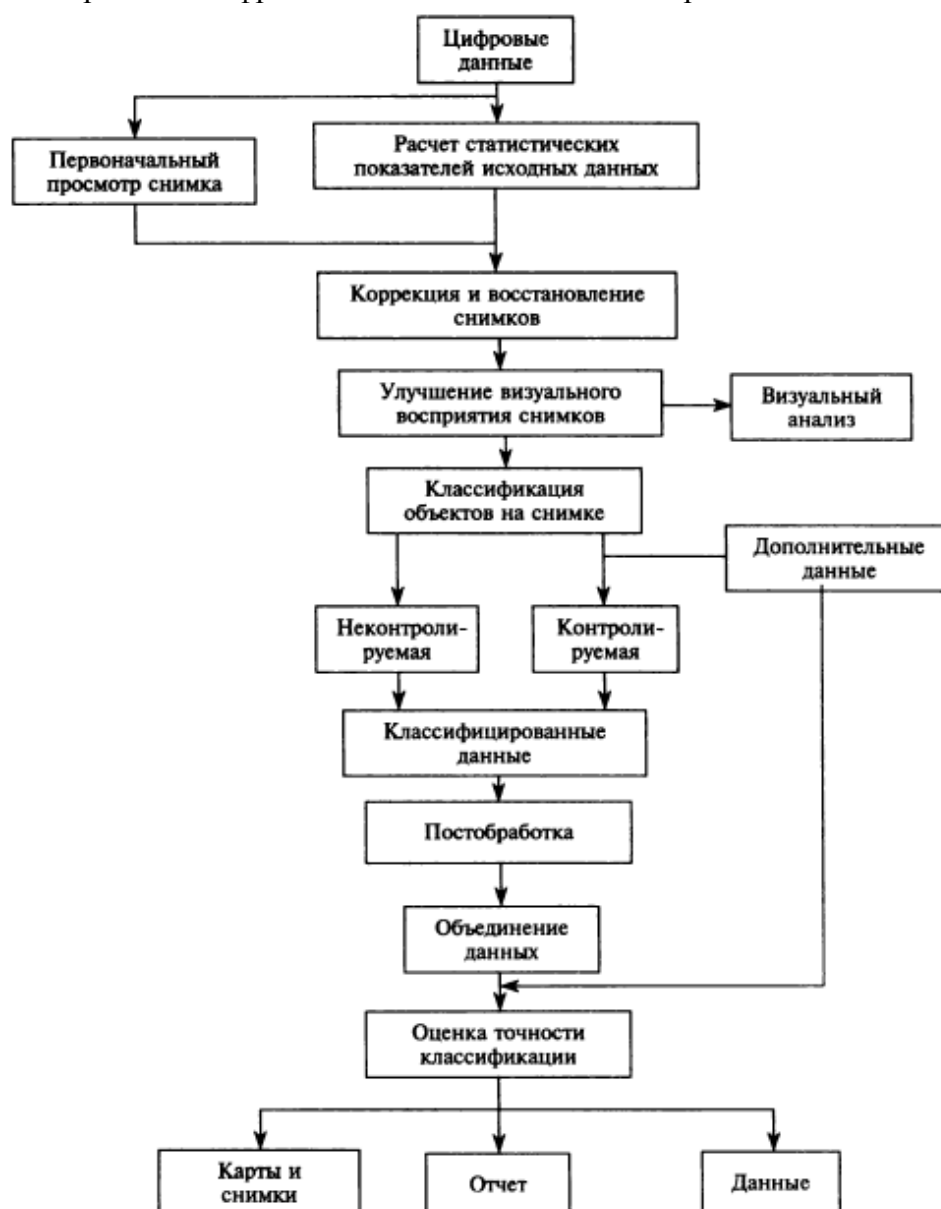 Цифровые
данные
Первоначальный
просмотр снимка
Расчет статистических
показателей исходных данных
Коррекция и восстановление
снимков
Улучшение визуального
восприятия снимков
Визуальный
анализ
Классификация
объектов на снимке
Дополнительные
данные
Неконтроли-
руемая
Контроли-
руемая
Классифицированные
данные
Постобработка
Объединение
данных
Оценка точности
классификации
Карты и
снимки
Отчет
Данные